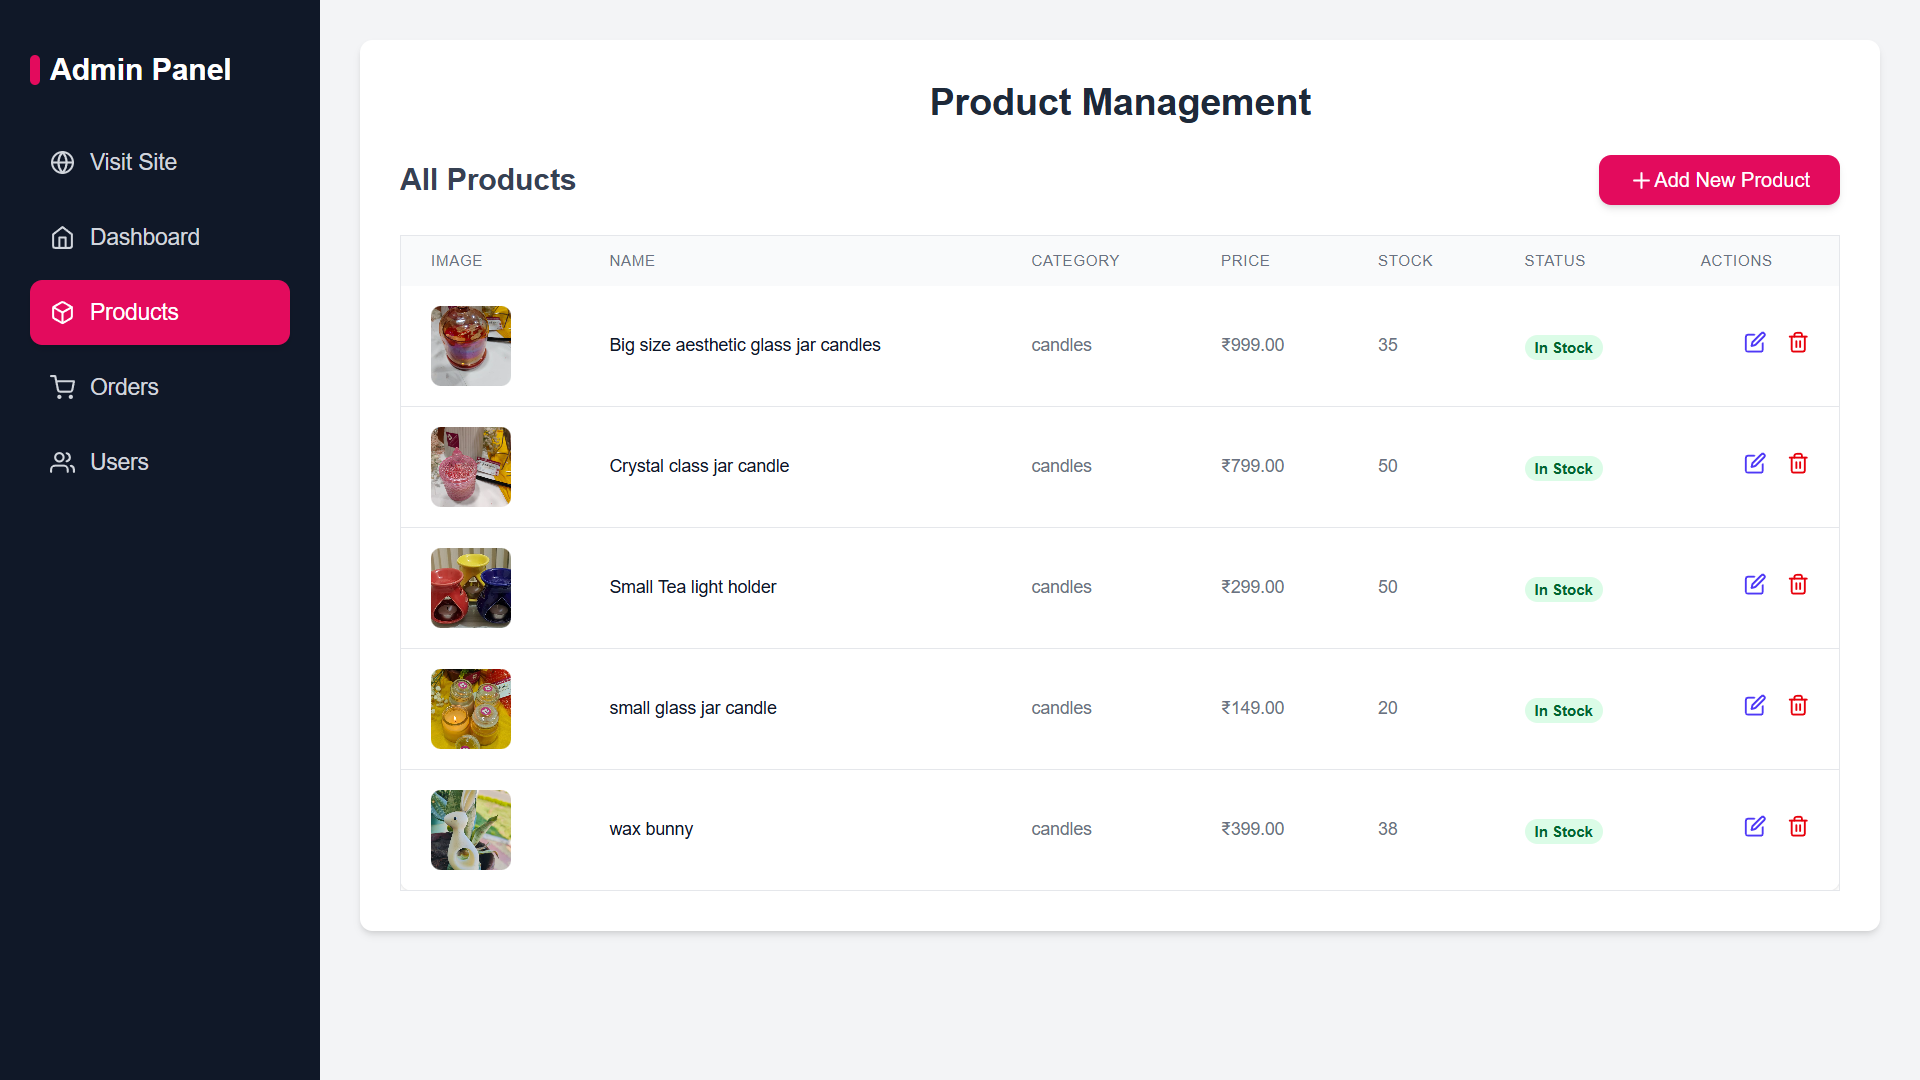 Admin Panel
Visit Site
Dashboard
Products
Orders
Users
Product Management
All Products
Add New Product
IMAGE NAME CATEGORY PRICE STOCK STATUS ACTIONS
Big size aesthetic glass jar candles candles ₹999.00 35 In Stock
Crystal class jar candle candles ₹799.00 50 In Stock
Small Tea light holder candles ₹299.00 50 In Stock
small glass jar candle candles ₹149.00 20 In Stock
wax bunny candles ₹399.00 38 In Stock